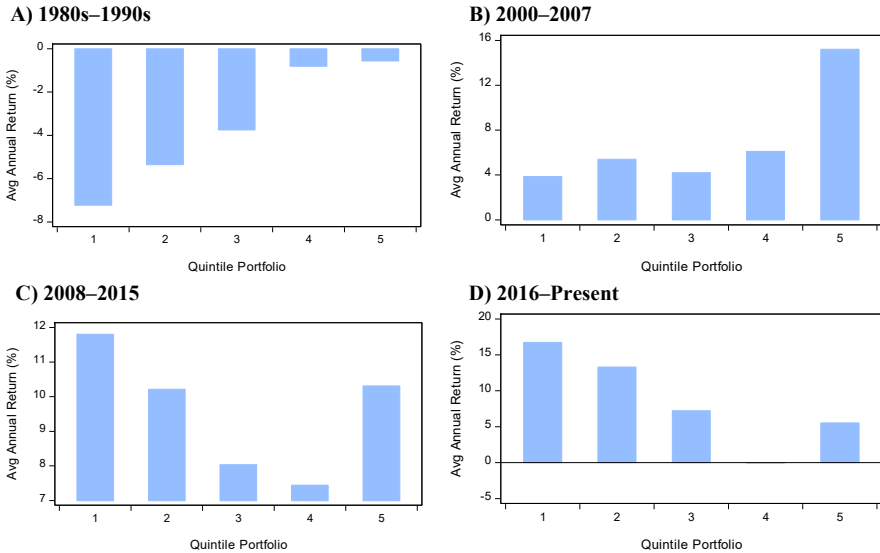 A) 1980s–1990s
0
-2
-4
-6
-8
Avg Annual Return (%)
1 2 3 4 5
Quintile Portfolio
B) 2000–2007
16
12
8
4
0
Avg Annual Return (%)
1 2 3 4 5
Quintile Portfolio
C) 2008–2015
12
11
10
9
8
7
Avg Annual Return (%)
1 2 3 4 5
Quintile Portfolio
D) 2016–Present
20
15
10
5
0
-5
Avg Annual Return (%)
1 2 3 4 5
Quintile Portfolio